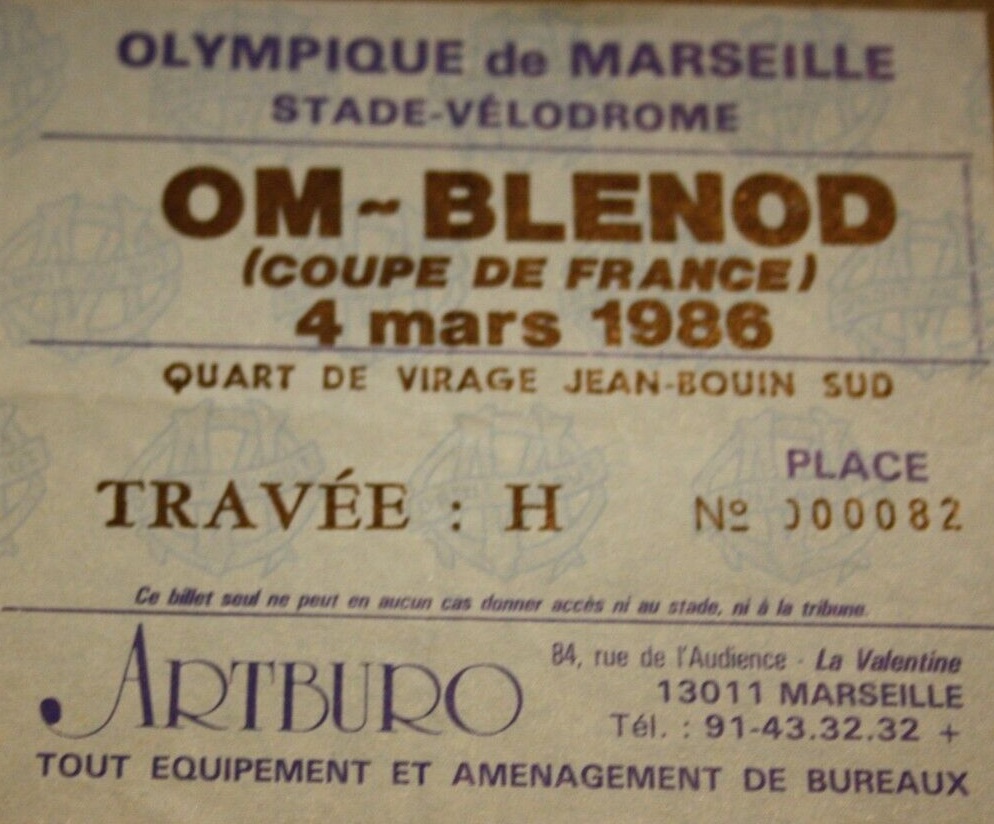 OLYMPIQUE de MARSEILLE
STADE-VÉLODROME
OM ~ BLENOD
(COUPE DE FRANCE)
4 mars 1986
QUART DE VIRAGE JEAN-BOUIN SUD
PLACE
TRAVÉE : H Nº 000082
Ce billet seul ne peut en aucun cas donner accès ni au stade, ni à la tribune.
ARTBURO
84, rue de l'Audience - La Valentine
13011 MARSEILLE
Tél. : 91-43.32.32 +
TOUT EQUIPEMENT ET AMENAGEMENT DE BUREAUX